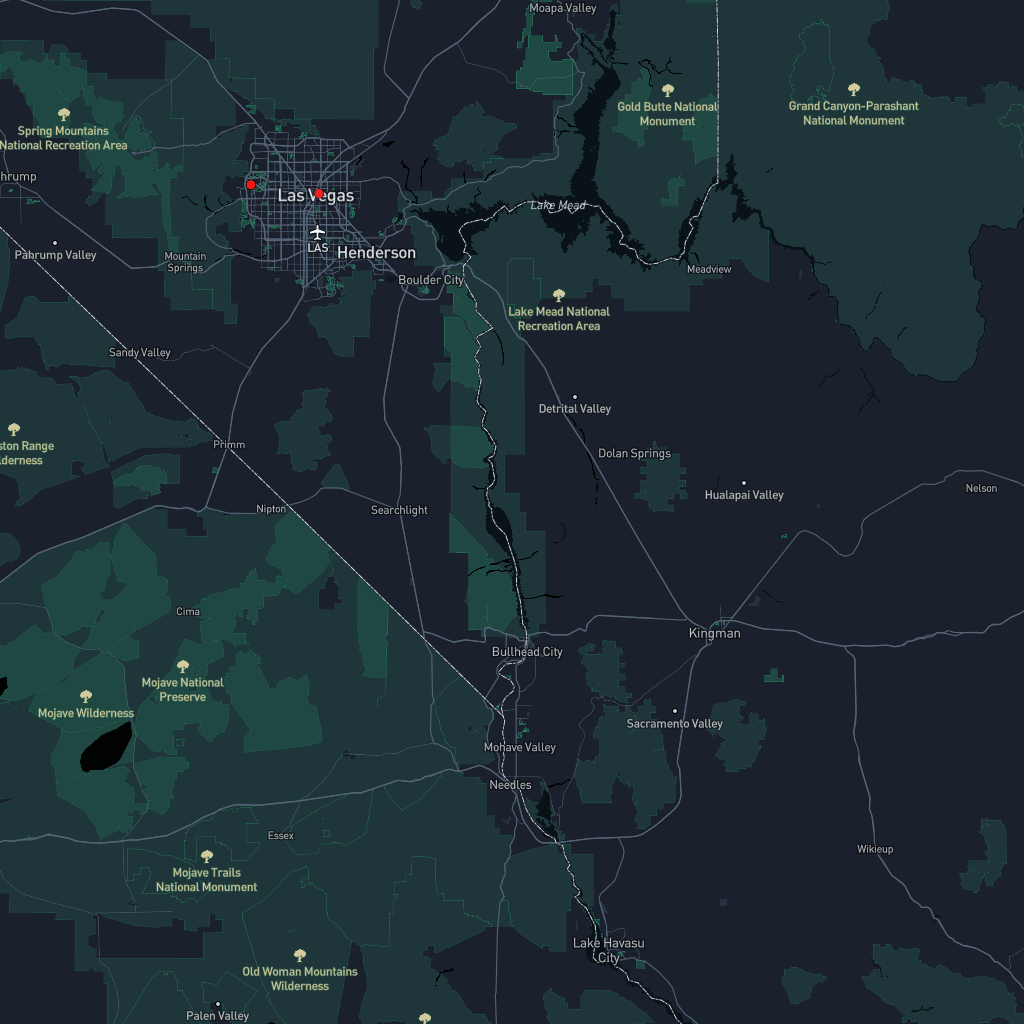 Moapa Valley
Gold Butte National
Monument
Grand Canyon-Parashant
National Monument
Spring Mountains
National Recreation Area
hrump
Las Vegas
Lake Mead
LAS
Henderson
Pahrump Valley
Mountain
Springs
Boulder City
Meadview
Lake Mead National
Recreation Area
Sandy Valley
Detrital Valley
ston Range
lderness
Primm
Dolan Springs
Hualapai Valley
Nelson
Nipton
Searchlight
Cima
Kingman
Bullhead City
Mojave National
Preserve
Mojave Wilderness
Sacramento Valley
Mohave Valley
Needles
Essex
Wikieup
Mojave Trails
National Monument
Lake Havasu
City
Old Woman Mountains
Wilderness
Palen Valley